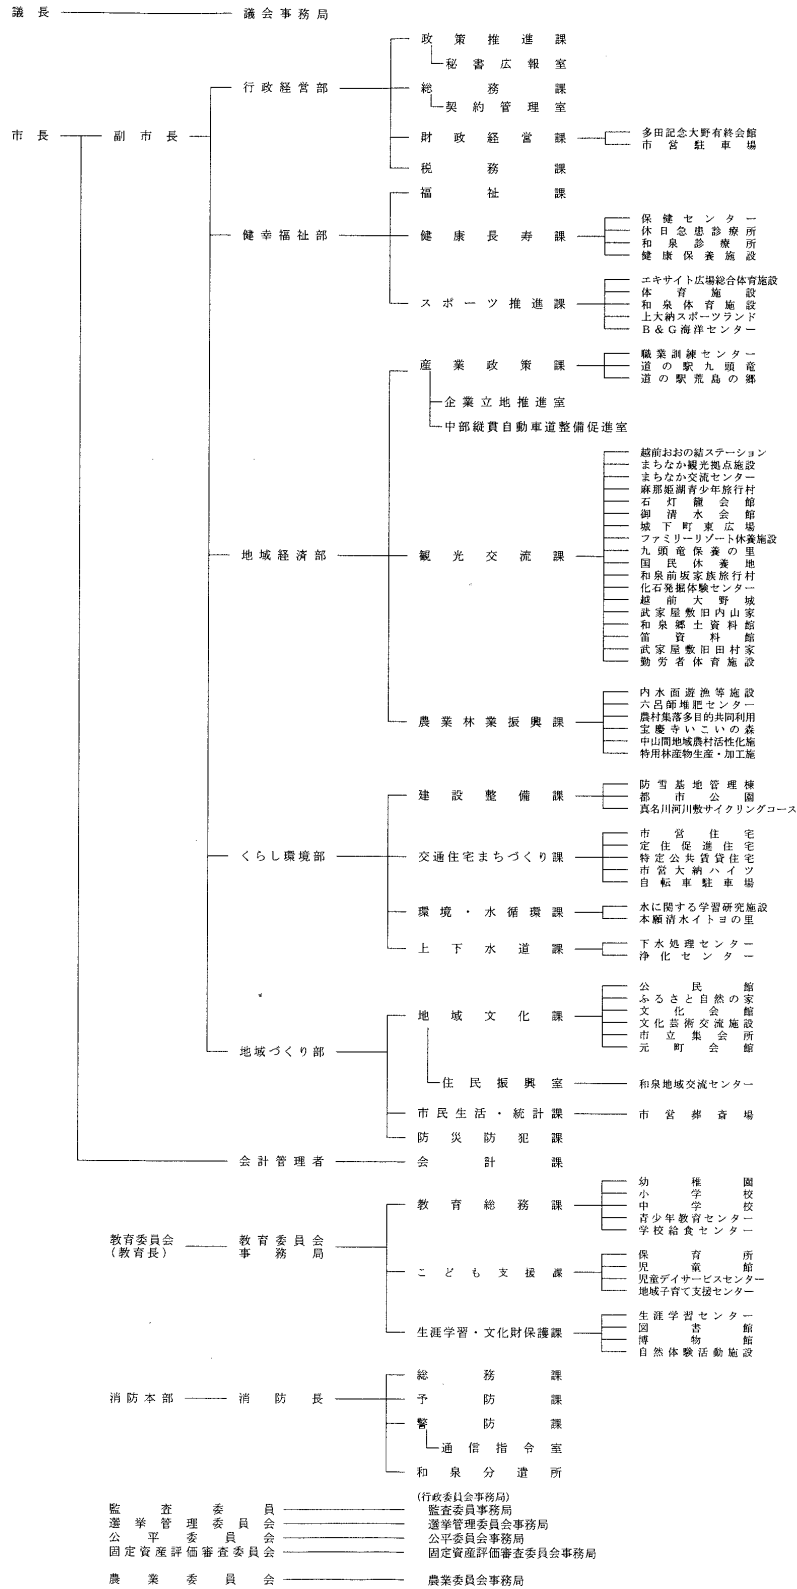 議長 議会事務局
政策推進課
秘書広報室
行政経営部 総務課
契約管理室
市長 副市長 財政経営課 多田記念大野有終会館
市営駐車場
税務課
福祉課
保健センター
休日急患診療所
健幸福祉部 健康長寿課
和泉診療所
健康保養施設
エキサイト広場総合体育施設
体育施設
スポーツ推進課 和泉体育施設
上大納スポーツランド
B&G海洋センター
職業訓練センター
産業政策課 道の駅九頭竜
道の駅荒島の郷
企業立地推進室
中部縦貫自動車道整備促進室
越前おおの結ステーション
まちなか観光拠点施設
まちなか交流センター
麻那姫湖青少年旅行村
石灯籠会館
御清水会館
城下町東広場
ファミリーリゾート休養施設
地域経済部 観光交流課 九頭竜保養の里
国民休養地
和泉前坂家族旅行村
化石発掘体験センター
越前大野城
武家屋敷旧内山家
和泉郷土資料館
笛資料館
武家屋敷旧田村家
勤労者体育施設
内水面遊漁等施設
六呂師堆肥センター
農業林業振興課 農村集落多目的共同利用
宝慶寺いこいの森
中山間地域農村活性化施
特用林産物生産・加工施
防雪基地管理棟
建設整備課 都市公園
真名川河川敷サイクリングコース
市営住宅
定住促進住宅
くらし環境部 交通住宅まちづくり課 特定公共賃貸住宅
市営大納ハイツ
自転車駐車場
環境・水循環課 水に関する学習研究施設
本願清水イトヨの里
上下水道課 下水処理センター
浄化センター
公民館
ふるさと自然の家
地域文化課 文化会館
文化芸術交流施設
市立集会所
地域づくり部 元町会館
住民振興室 和泉地域交流センター
市民生活・統計課 市営葬斎場
防災防犯課
会計管理者 会計課
幼稚園
小学校
教育総務課 中学校
青少年教育センター
学校給食センター
教育委員会 教育委員会
(教育長) 事務局
保育所
こども支援課 児童館
児童デイサービスセンター
地域子育て支援センター
生涯学習センター
生涯学習・文化財保護課 図書館
博物館
自然体験活動施設
総務課
消防本部 消防長 予防課
警防課
通信指令室
和泉分遣所
(行政委員会事務局)
監査委員 監査委員事務局
選挙管理委員会 選挙管理委員会事務局
公平委員会 公平委員会事務局
固定資産評価審査委員会 固定資産評価審査委員会事務局
農業委員会 農業委員会事務局